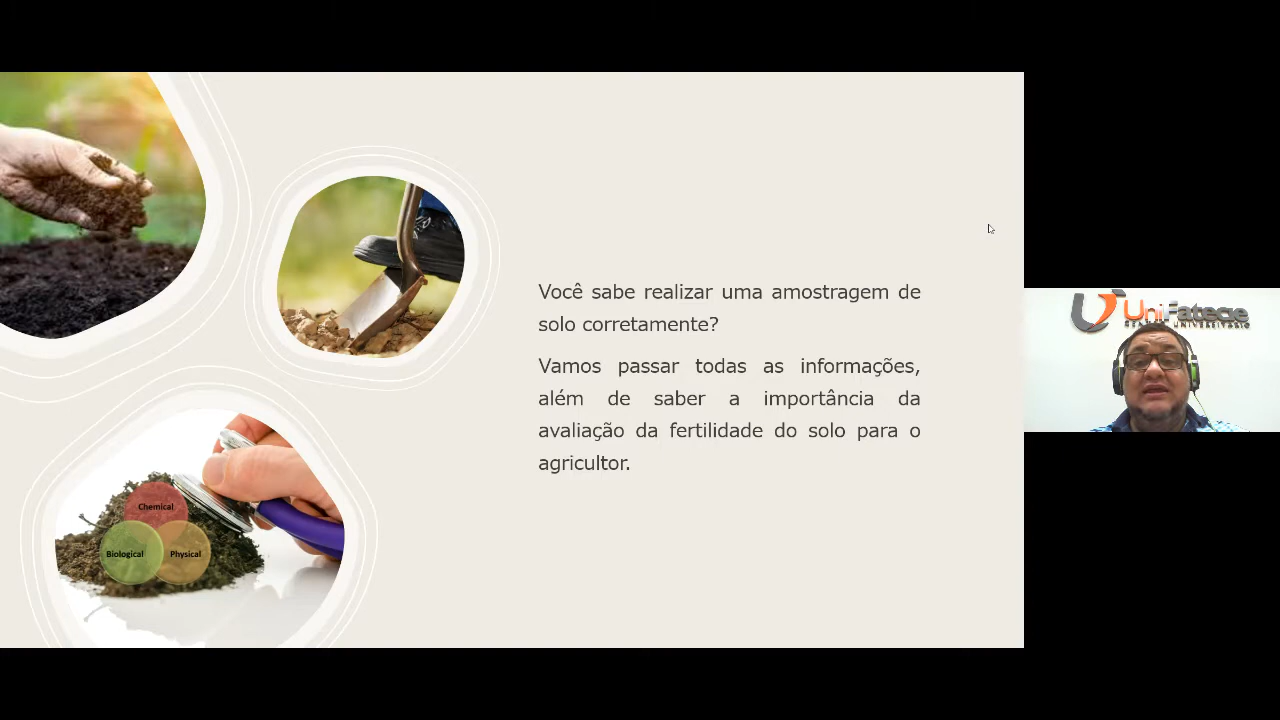 Você sabe realizar uma amostragem de
solo corretamente?
Vamos passar todas as informações,
além de saber a importância da
avaliação da fertilidade do solo para o
agricultor.
Chemical
Biological
Physical
UniFatecie